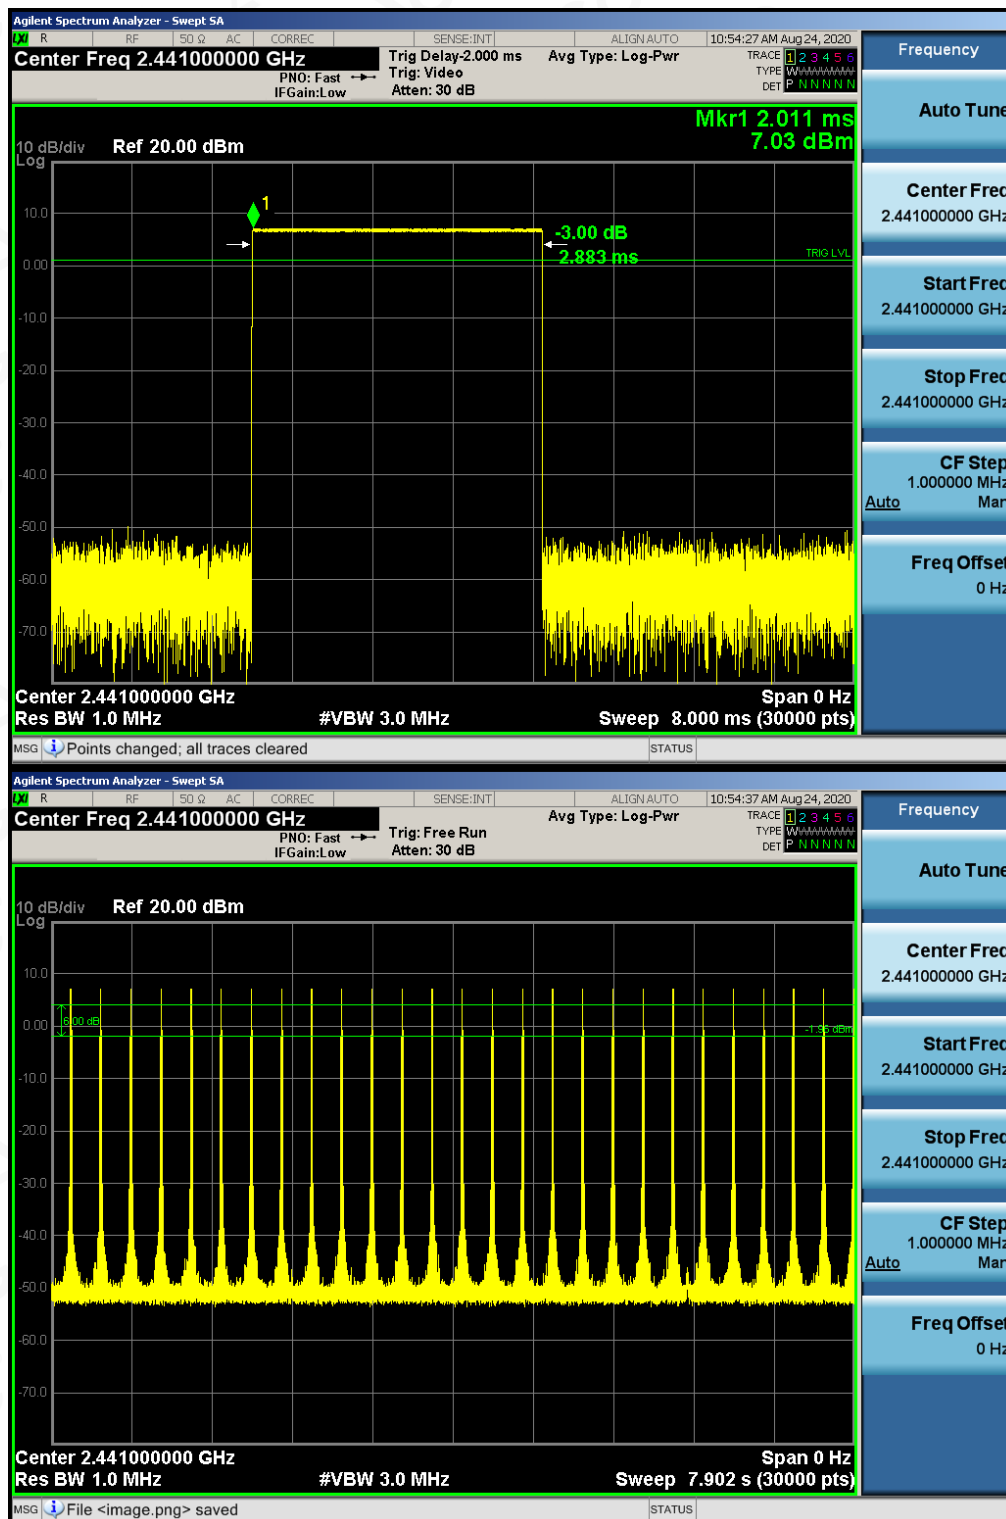 Agilent Spectrum Analyzer - Swept SA
LXI R RF 50 Ω AC CORREC SENSE:INT ALIGN AUTO 10:54:27 AM Aug 24, 2020
Center Freq 2.441000000 GHz
PNO: Fast
IFGain:Low
Trig Delay-2.000 ms
Trig: Video
Atten: 30 dB
Avg Type: Log-Pwr
TRACE 1 2 3 4 5 6
TYPE WWWWWW
DET P N N N N N
Frequency
Mkr1 2.011 ms
7.03 dBm
10 dB/div
Log
Ref 20.00 dBm
10.0
0.00
-10.0
-20.0
-30.0
-40.0
-50.0
-60.0
-70.0
1
-3.00 dB
2.883 ms
TRIG LVL
Center 2.441000000 GHz
Span 0 Hz
Res BW 1.0 MHz
#VBW 3.0 MHz
Sweep 8.000 ms (30000 pts)
MSG Points changed; all traces cleared
STATUS
Auto Tune
Center Freq
2.441000000 GHz
Start Freq
2.441000000 GHz
Stop Freq
2.441000000 GHz
CF Step
1.000000 MHz
Auto Man
Freq Offset
0 Hz
Agilent Spectrum Analyzer - Swept SA
LXI R RF 50 Ω AC CORREC SENSE:INT ALIGN AUTO 10:54:37 AM Aug 24, 2020
Center Freq 2.441000000 GHz
PNO: Fast
IFGain:Low
Trig: Free Run
Atten: 30 dB
Avg Type: Log-Pwr
TRACE 1 2 3 4 5 6
TYPE WWWWWW
DET P N N N N N
Frequency
10 dB/div
Log
Ref 20.00 dBm
10.0
0.00
-10.0
-20.0
-30.0
-40.0
-50.0
-60.0
-70.0
6.00 dB
-1.96 dBm
Center 2.441000000 GHz
Span 0 Hz
Res BW 1.0 MHz
#VBW 3.0 MHz
Sweep 7.902 s (30000 pts)
MSG File <image.png> saved
STATUS
Auto Tune
Center Freq
2.441000000 GHz
Start Freq
2.441000000 GHz
Stop Freq
2.441000000 GHz
CF Step
1.000000 MHz
Auto Man
Freq Offset
0 Hz